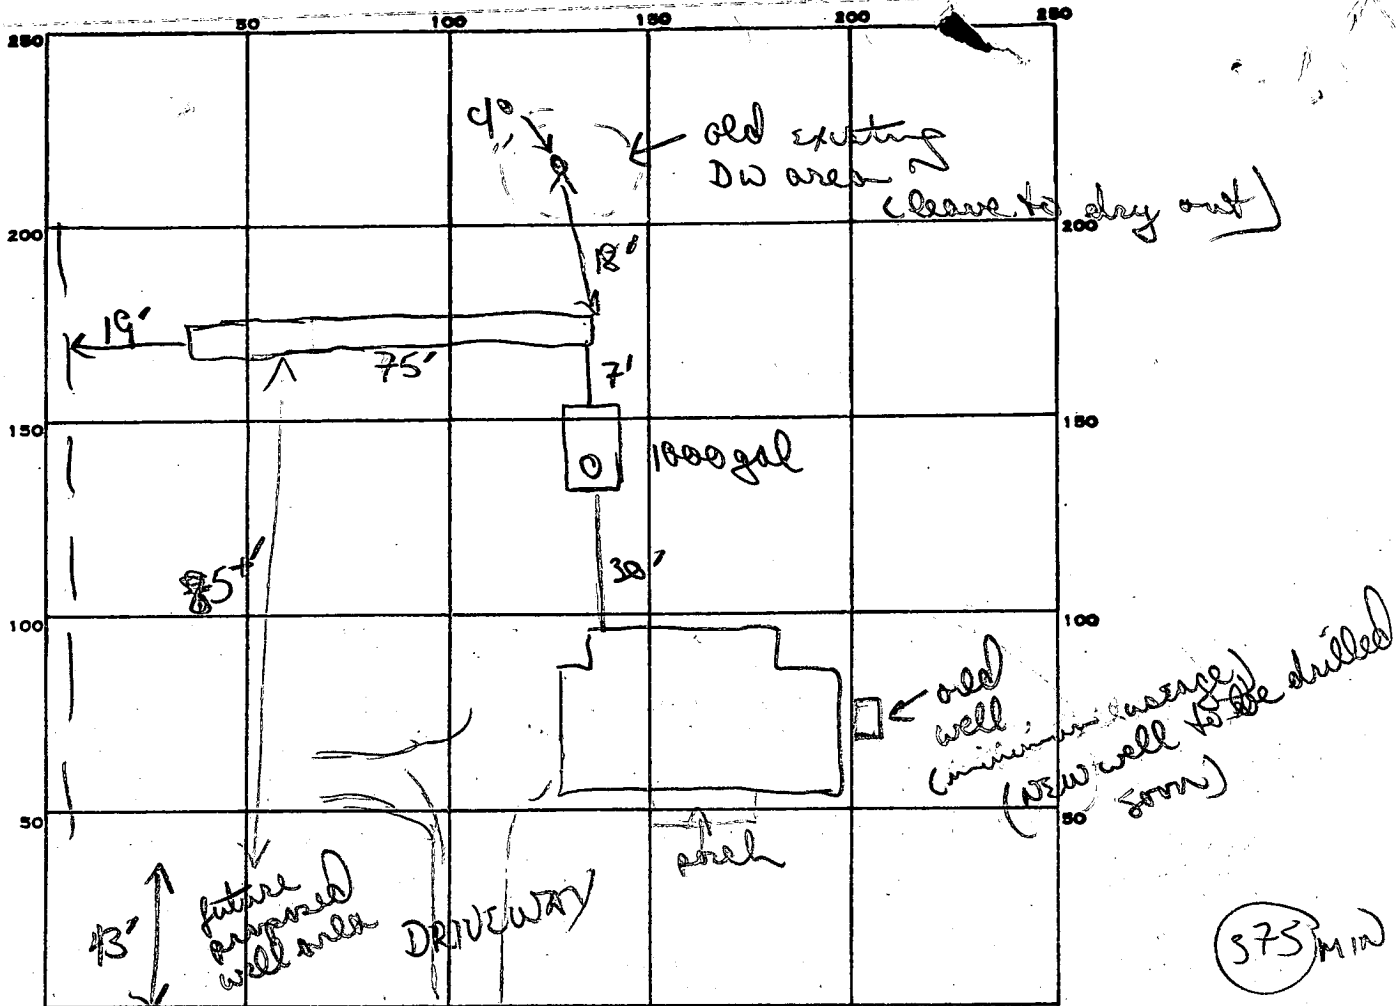 50 100 150 200 250
250
c/o
old existing
DW area
(leave to dry out)
200 200
18'
19'
75'
7'
150 150
1000 gal
85+'
30'
100 100
old
well
(minimum useage)
(NEW well to be drilled
soon)
50 50
porch
future
proposed
well area
DRIVEWAY
43'
375 MIN